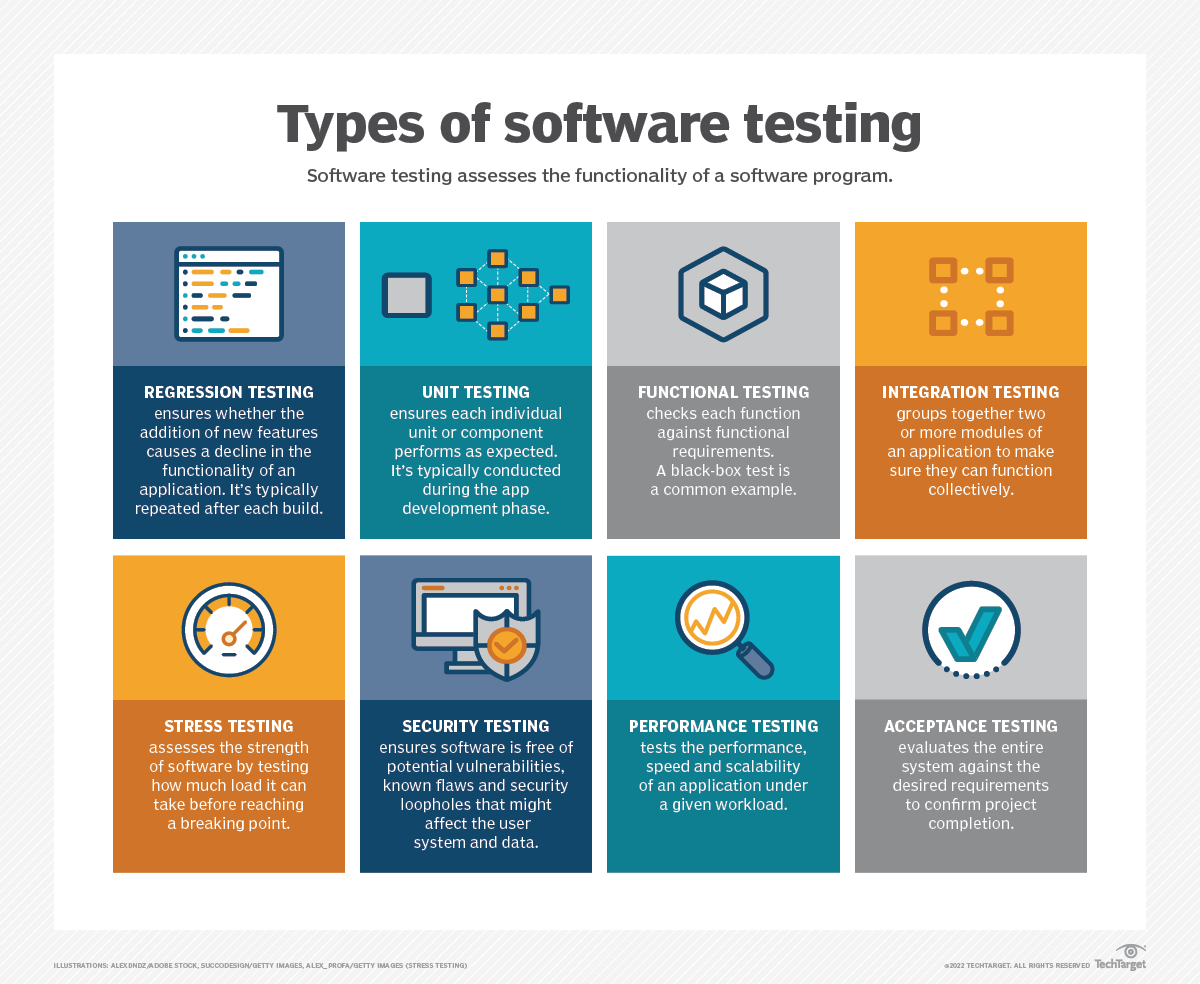 Types of software testing
Software testing assesses the functionality of a software program.
REGRESSION TESTING
ensures whether the
addition of new features
causes a decline in the
functionality of an
application. It's typically
repeated after each build.
UNIT TESTING
ensures each individual
unit or component
performs as expected.
It's typically conducted
during the app
development phase.
FUNCTIONAL TESTING
checks each function
against functional
requirements.
A black-box test is
a common example.
INTEGRATION TESTING
groups together two
or more modules of
an application to make
sure they can function
collectively.
STRESS TESTING
assesses the strength
of software by testing
how much load it can
take before reaching
a breaking point.
SECURITY TESTING
ensures software is free of
potential vulnerabilities,
known flaws and security
loopholes that might
affect the user
system and data.
PERFORMANCE TESTING
tests the performance,
speed and scalability
of an application under
a given workload.
ACCEPTANCE TESTING
evaluates the entire
system against the
desired requirements
to confirm project
completion.
ILLUSTRATIONS: ALEXDNDZ/ADOBE STOCK, SUCCODESIGN/GETTY IMAGES, ALEX_PROFA/GETTY IMAGES (STRESS TESTING)
©2022 TECHTARGET. ALL RIGHTS RESERVED TechTarget